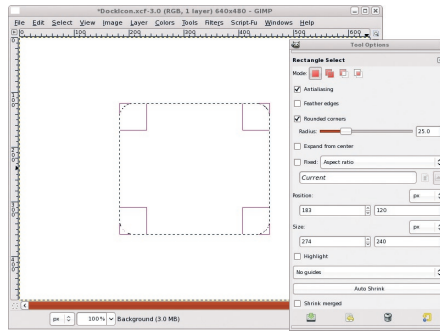 *DockIcon.xcf-3.0 (RGB, 1 layer) 640x480 – GIMP
File Edit Select View Image Layer Colors Tools Filters Script-Fu Windows Help
0 100 200 300 400 500 600
Tool Options
Rectangle Select
Mode:
Antialiasing
Feather edges
Rounded corners
Radius: 25.0
Expand from center
Fixed: Aspect ratio
Current
Position: px
183 120
Size: px
274 240
Highlight
No guides
Auto Shrink
Shrink merged
px 100% Background (3.0 MB)